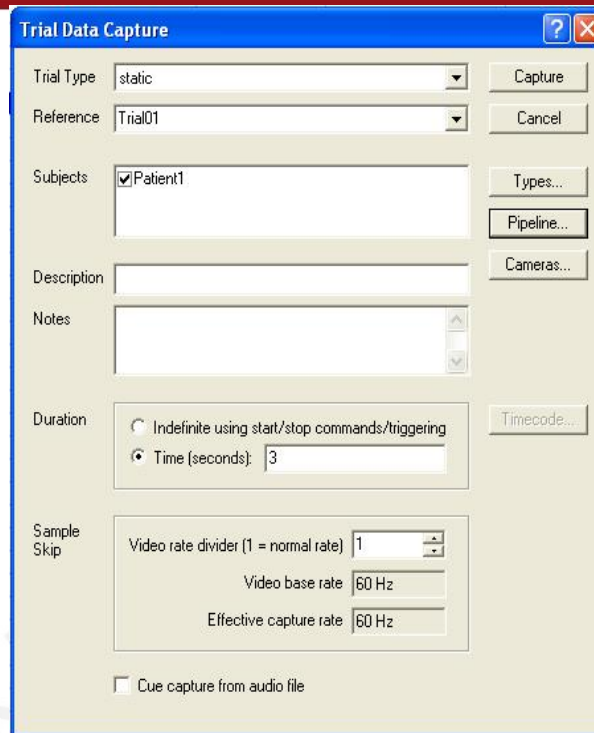 Trial Data Capture
Trial Type static Capture
Reference Trial01 Cancel
Subjects Patient1 Types...
Pipeline...
Description Cameras...
Notes
Duration Indefinite using start/stop commands/triggering Timecode...
Time (seconds): 3
Sample Skip
Video rate divider (1 = normal rate) 1
Video base rate 60 Hz
Effective capture rate 60 Hz
Cue capture from audio file